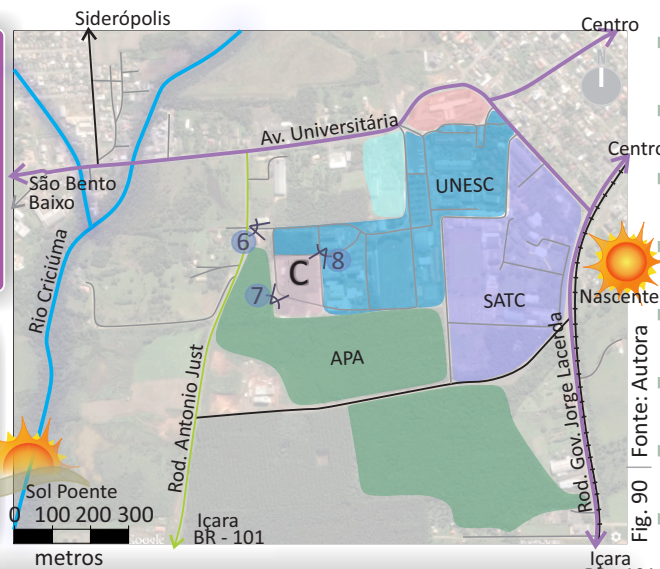 Siderópolis
Centro
N
Av. Universitária
Centro
São Bento
Baixo
UNESC
6
8
C
7
Nascente
SATC
Rio Criciúma
APA
Rod. Antonio Just
Rod. Gov. Jorge Lacerda
Fig. 90 | Fonte: Autora
Sol Poente
0 100 200 300
metros
Içara
BR - 101
Google
Içara